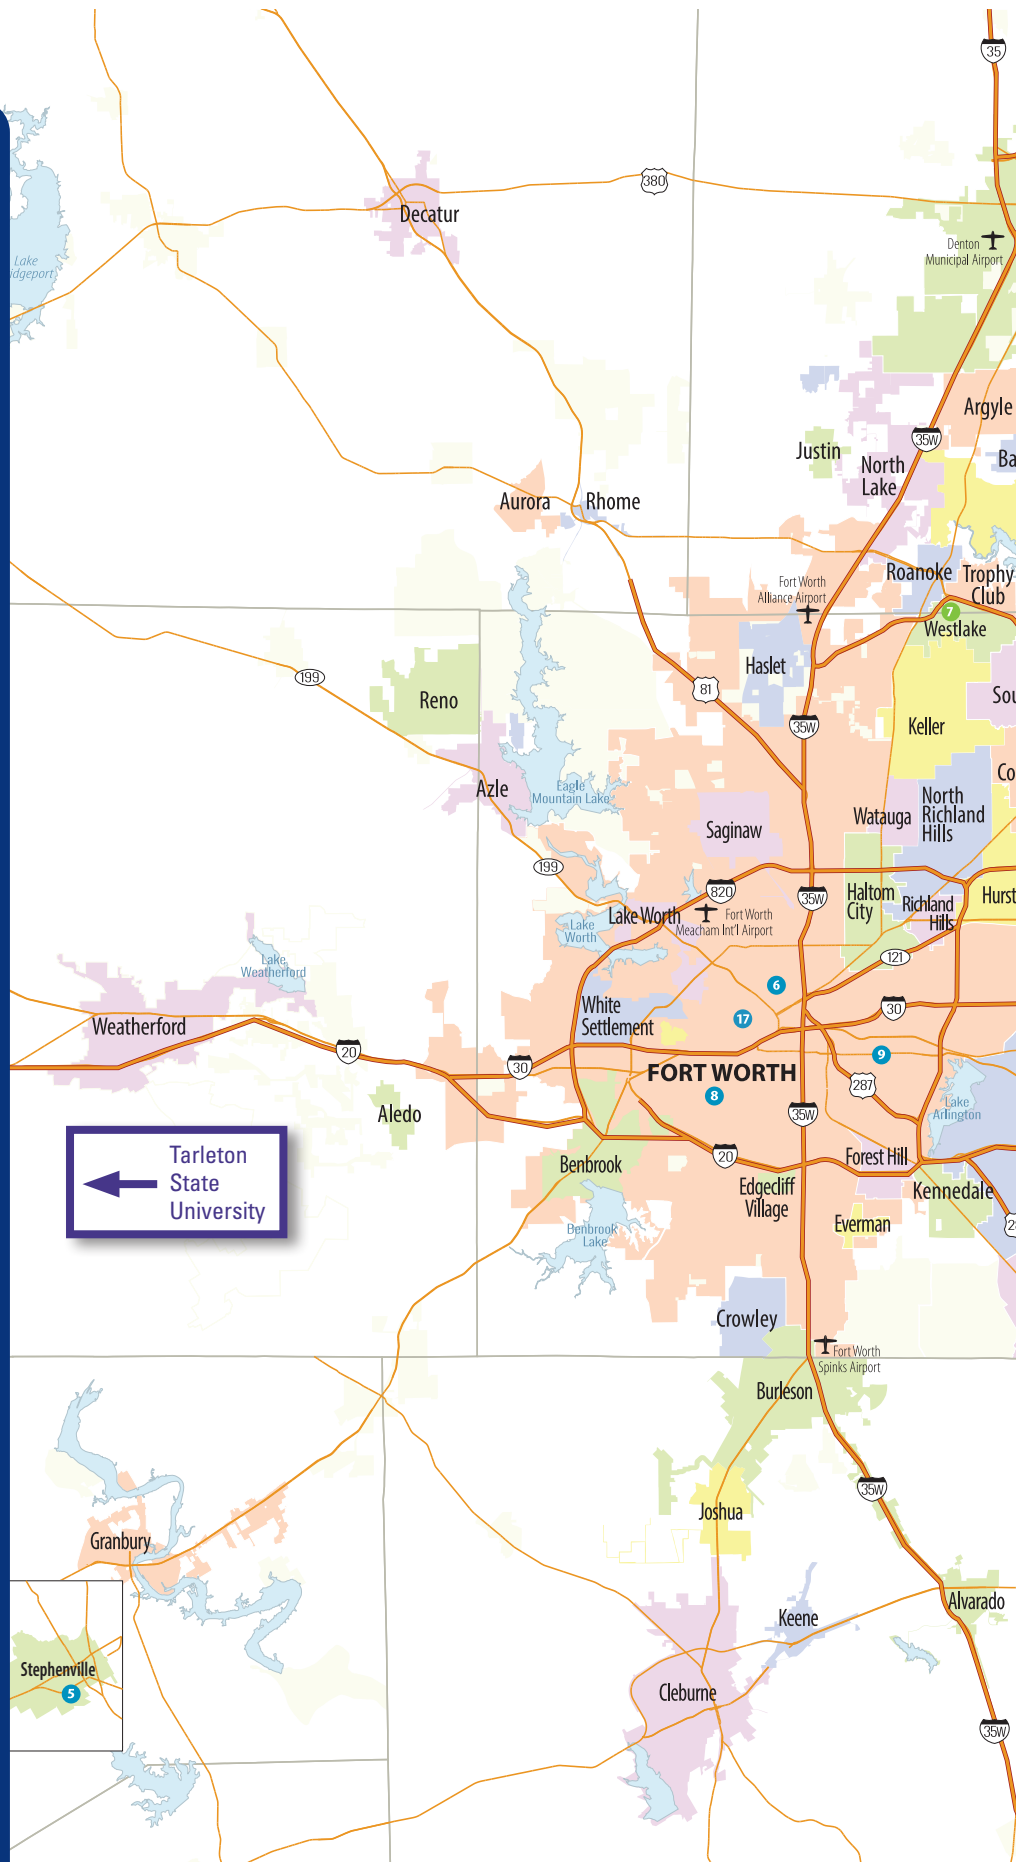 35
380
Decatur
Denton
Municipal Airport
Lake
idgeport
Argyle
35W
Justin
North
Lake
Ba
Aurora
Rhome
Roanoke
Trophy
Club
Fort Worth
Alliance Airport
7
Westlake
Haslet
199
Reno
81
Sou
35W
Keller
Azle
Eagle
Mountain Lake
Co
North
Richland
Hills
Watauga
Saginaw
199
820
35W
Haltom
City
Richland
Hills
Hurst
Lake Worth
Fort Worth
Meacham Int'l Airport
Lake
Worth
121
Lake
Weatherford
6
White
Settlement
17
30
Weatherford
20
30
9
FORT WORTH
287
8
Lake
Arlington
35W
Aledo
Tarleton
State
University
Benbrook
20
Forest Hill
Edgecliff
Village
Kennedale
Everman
28
Benbrook
Lake
Crowley
Fort Worth
Spinks Airport
Burleson
35W
Joshua
Granbury
Alvarado
Keene
Stephenville
5
Cleburne
35W